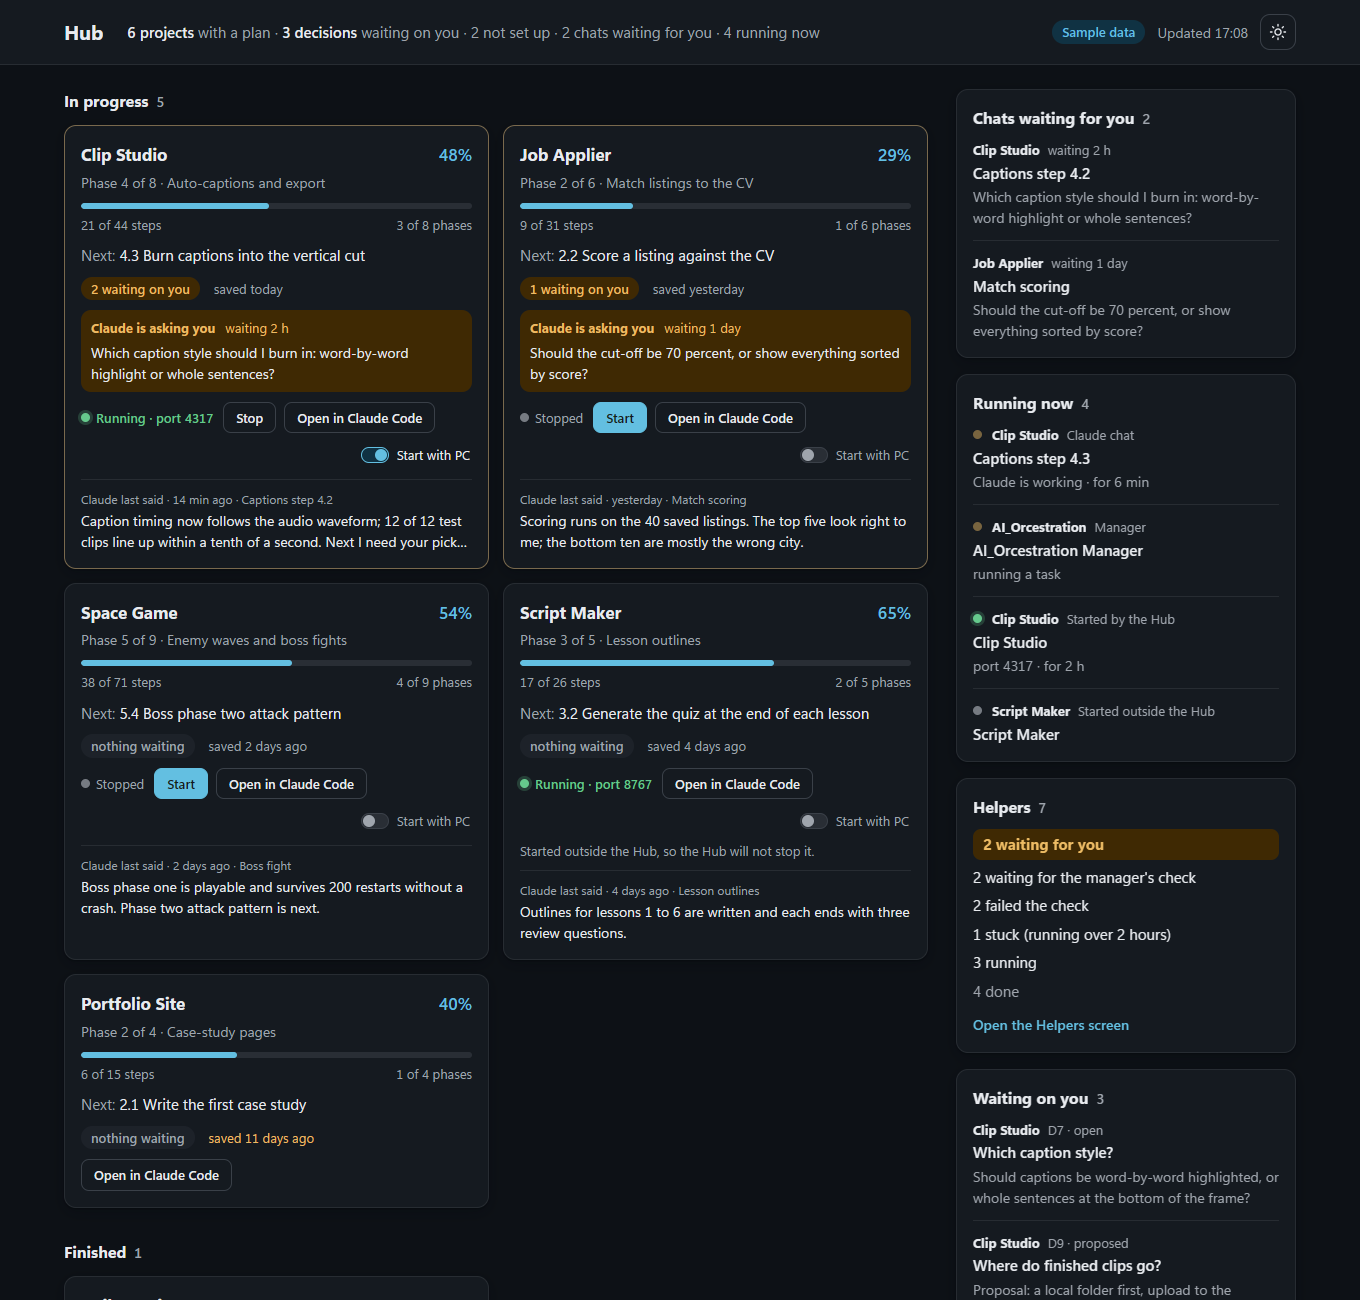 Hub
6 projects with a plan · 3 decisions waiting on you · 2 not set up · 2 chats waiting for you · 4 running now
Sample data
Updated 17:08
In progress 5
Clip Studio 48%
Phase 4 of 8 · Auto-captions and export
21 of 44 steps 3 of 8 phases
Next: 4.3 Burn captions into the vertical cut
2 waiting on you saved today
Claude is asking you waiting 2 h
Which caption style should I burn in: word-by-word
highlight or whole sentences?
Running · port 4317 Stop Open in Claude Code
Start with PC
Claude last said · 14 min ago · Captions step 4.2
Caption timing now follows the audio waveform; 12 of 12 test
clips line up within a tenth of a second. Next I need your pick...
Job Applier 29%
Phase 2 of 6 · Match listings to the CV
9 of 31 steps 1 of 6 phases
Next: 2.2 Score a listing against the CV
1 waiting on you saved yesterday
Claude is asking you waiting 1 day
Should the cut-off be 70 percent, or show everything sorted
by score?
Stopped Start Open in Claude Code
Start with PC
Claude last said · yesterday · Match scoring
Scoring runs on the 40 saved listings. The top five look right to
me; the bottom ten are mostly the wrong city.
Space Game 54%
Phase 5 of 9 · Enemy waves and boss fights
38 of 71 steps 4 of 9 phases
Next: 5.4 Boss phase two attack pattern
nothing waiting saved 2 days ago
Stopped Start Open in Claude Code
Start with PC
Claude last said · 2 days ago · Boss fight
Boss phase one is playable and survives 200 restarts without a
crash. Phase two attack pattern is next.
Script Maker 65%
Phase 3 of 5 · Lesson outlines
17 of 26 steps 2 of 5 phases
Next: 3.2 Generate the quiz at the end of each lesson
nothing waiting saved 4 days ago
Running · port 8767 Open in Claude Code
Start with PC
Started outside the Hub, so the Hub will not stop it.
Claude last said · 4 days ago · Lesson outlines
Outlines for lessons 1 to 6 are written and each ends with three
review questions.
Portfolio Site 40%
Phase 2 of 4 · Case-study pages
6 of 15 steps 1 of 4 phases
Next: 2.1 Write the first case study
nothing waiting saved 11 days ago
Open in Claude Code
Finished 1
Chats waiting for you 2
Clip Studio waiting 2 h
Captions step 4.2
Which caption style should I burn in: word-by-
word highlight or whole sentences?
Job Applier waiting 1 day
Match scoring
Should the cut-off be 70 percent, or show
everything sorted by score?
Running now 4
Clip Studio Claude chat
Captions step 4.3
Claude is working · for 6 min
AI_Orcestration Manager
AI_Orcestration Manager
running a task
Clip Studio Started by the Hub
Clip Studio
port 4317 · for 2 h
Script Maker Started outside the Hub
Script Maker
Helpers 7
2 waiting for you
2 waiting for the manager's check
2 failed the check
1 stuck (running over 2 hours)
3 running
4 done
Open the Helpers screen
Waiting on you 3
Clip Studio D7 · open
Which caption style?
Should captions be word-by-word highlighted, or
whole sentences at the bottom of the frame?
Clip Studio D9 · proposed
Where do finished clips go?
Proposal: a local folder first, upload to the